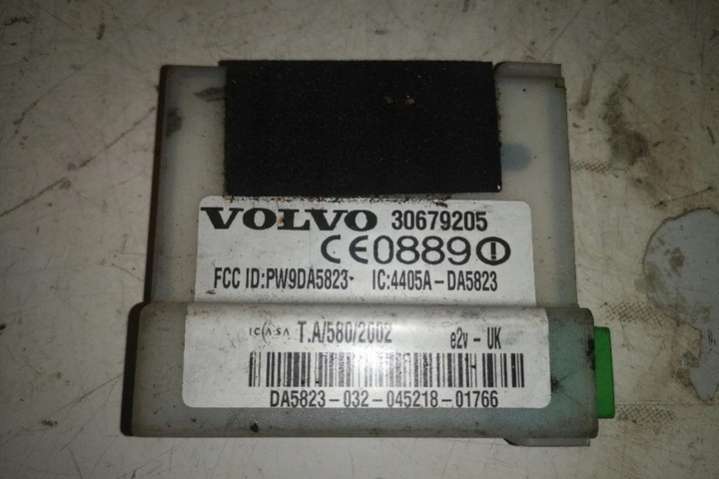 VOLVO 30679205
CE0889
FCC ID:PW9DA5823 IC:4405A-DA5823
ICASA T.A/580/2002 e2v - UK
DA5823-032-045218-01766